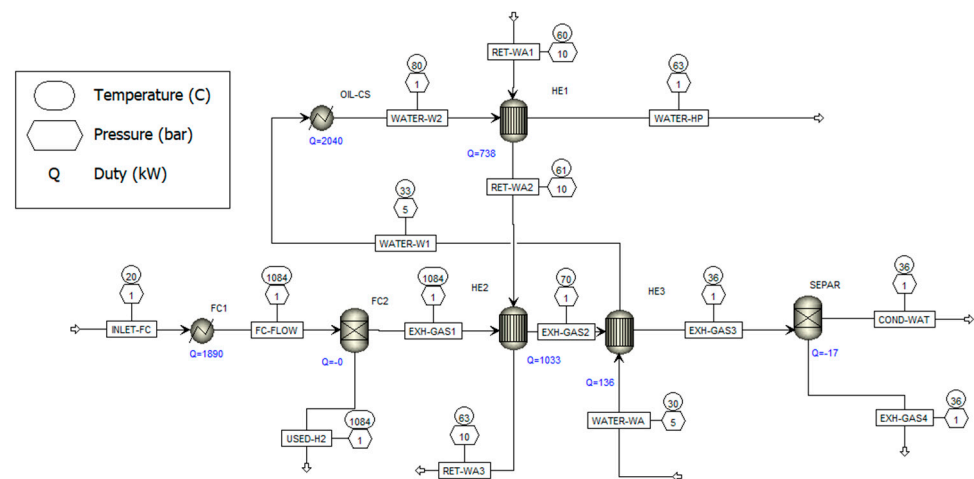 60
RET-WA1
10
Temperature (C)
Pressure (bar)
Q Duty (kW)
80
1
OIL-CS
WATER-W2
HE1
63
1
WATER-HP
Q=2040
Q=738
61
RET-WA2
10
33
5
WATER-W1
20
1
INLET-FC
FC1
1084
1
FC-FLOW
FC2
1084
1
EXH-GAS1
HE2
70
1
EXH-GAS2
HE3
36
1
EXH-GAS3
SEPAR
36
1
COND-WAT
Q=1890
Q=-0
Q=1033
Q=136
Q=-17
1084
USED-H2
1
63
10
RET-WA3
30
WATER-WA
5
36
EXH-GAS4
1